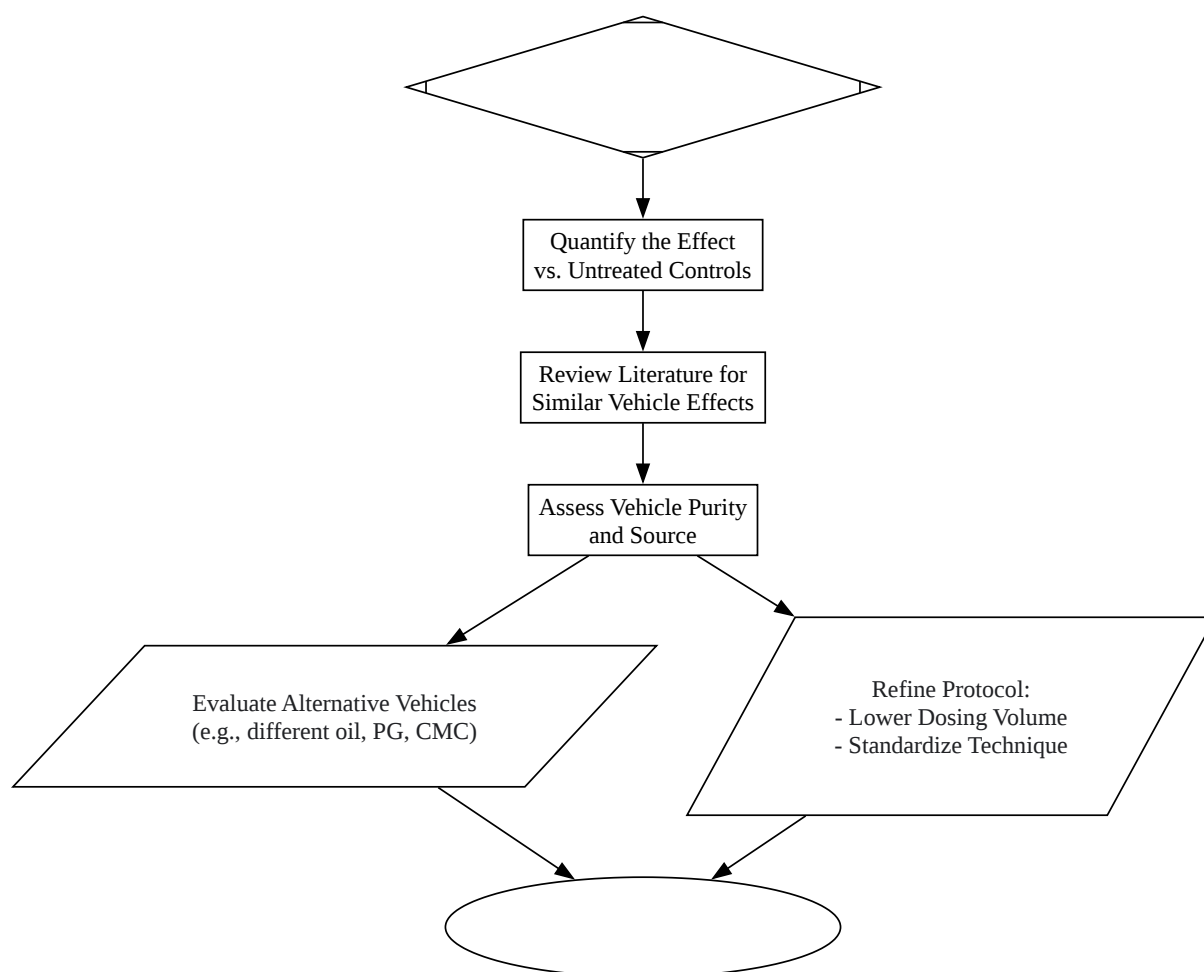 Quantify the Effect
vs. Untreated Controls
Review Literature for
Similar Vehicle Effects
Assess Vehicle Purity
and Source
Evaluate Alternative Vehicles
(e.g., different oil, PG, CMC)
Refine Protocol:
- Lower Dosing Volume
- Standardize Technique